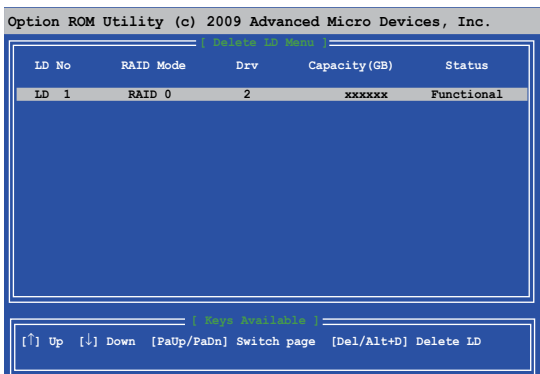 Option ROM Utility (c) 2009 Advanced Micro Devices, Inc.
[ Delete LD Menu ]
LD No RAID Mode Drv Capacity(GB) Status
LD 1 RAID 0 2 xxxxxx Functional
[ Keys Available ]
[↑] Up [↓] Down [PaUp/PaDn] Switch page [Del/Alt+D] Delete LD